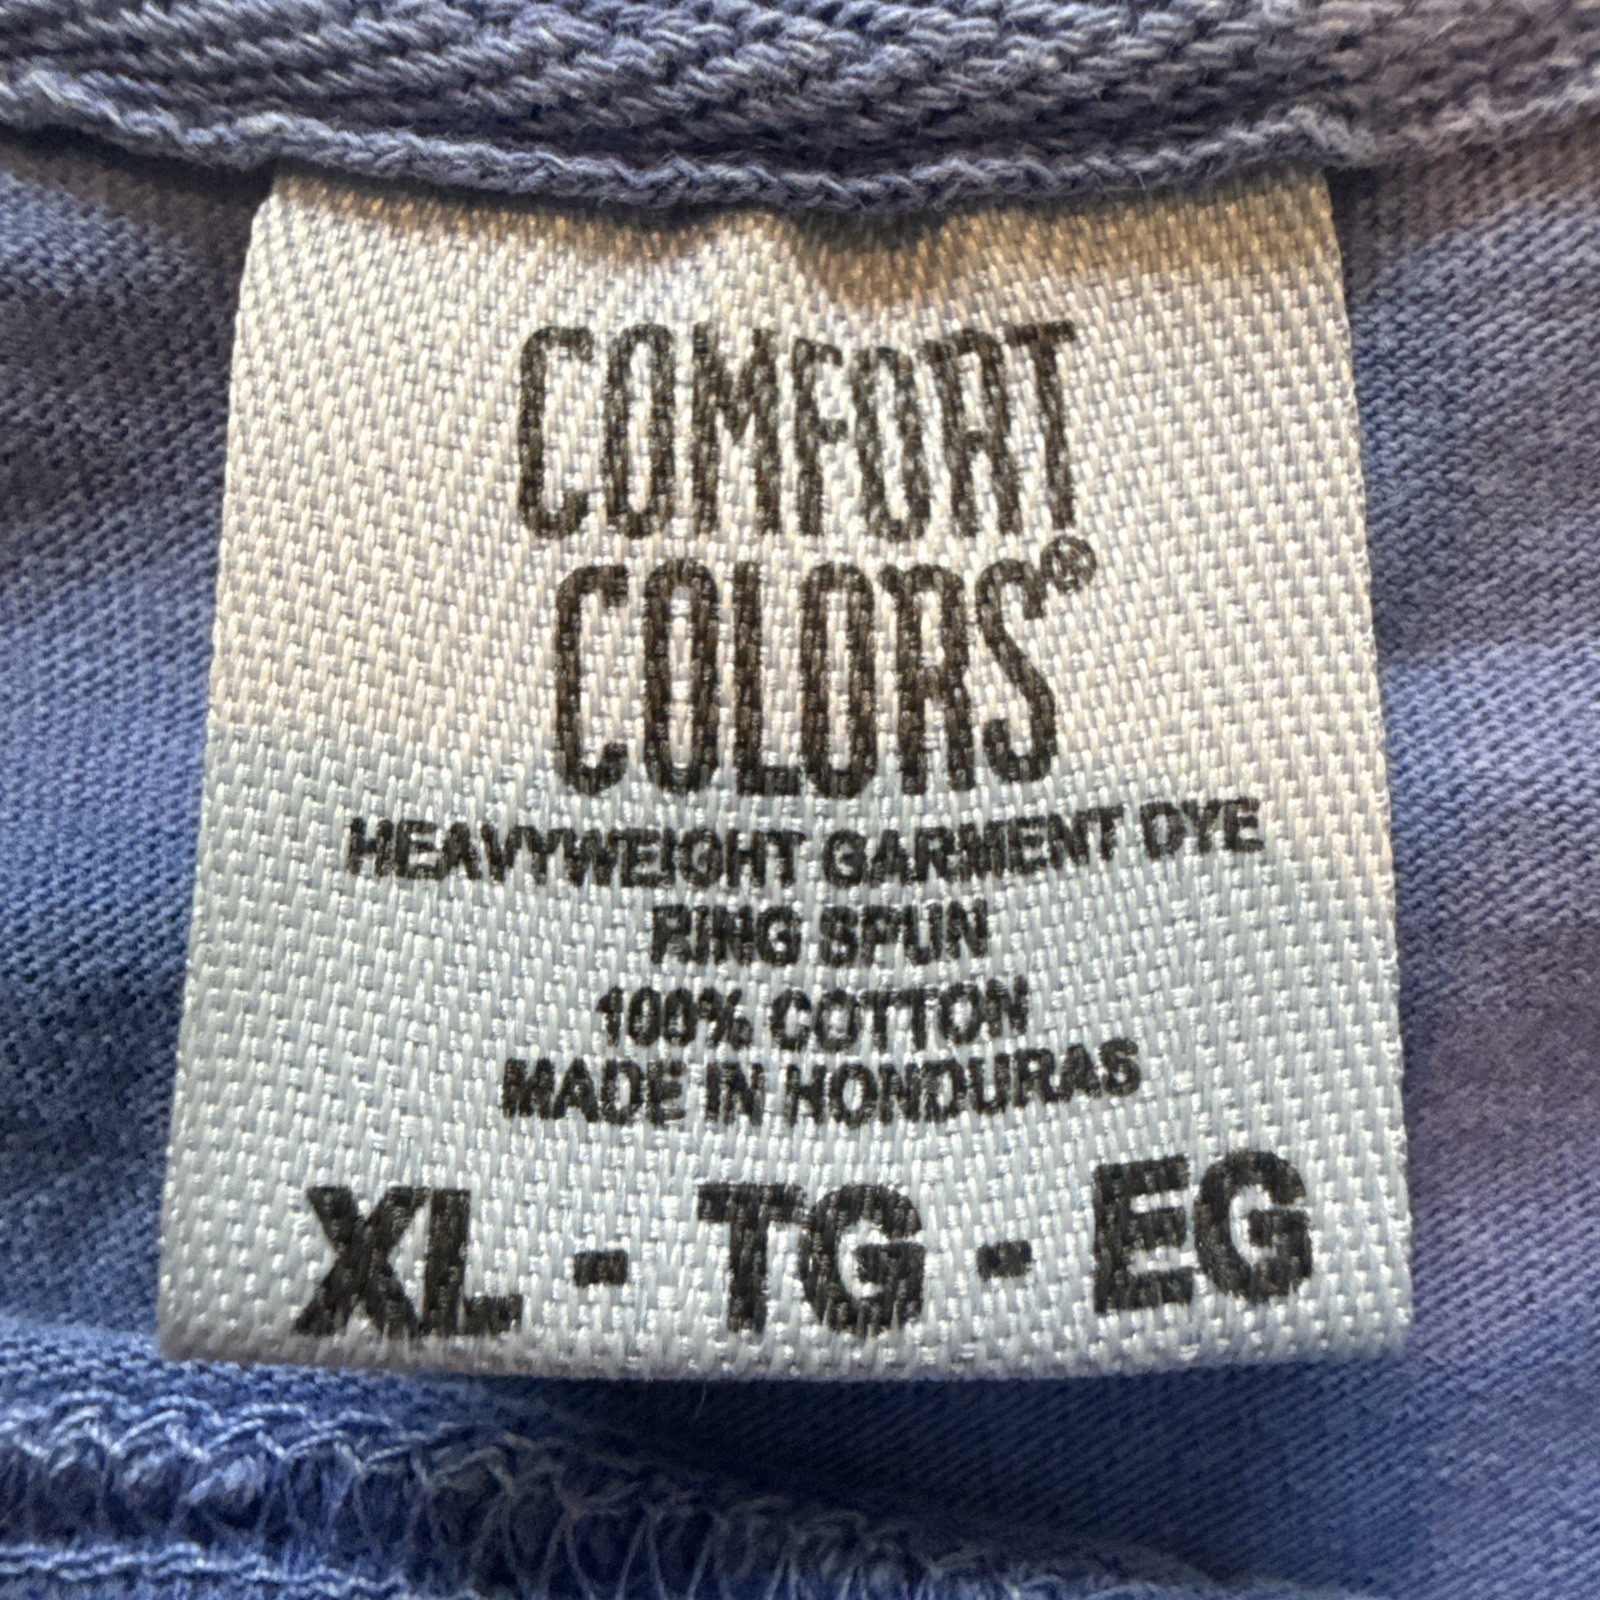 COMFORT
COLORS®
HEAVYWEIGHT GARMENT DYE
RING SPUN
100% COTTON
MADE IN HONDURAS
XL - TG - EG